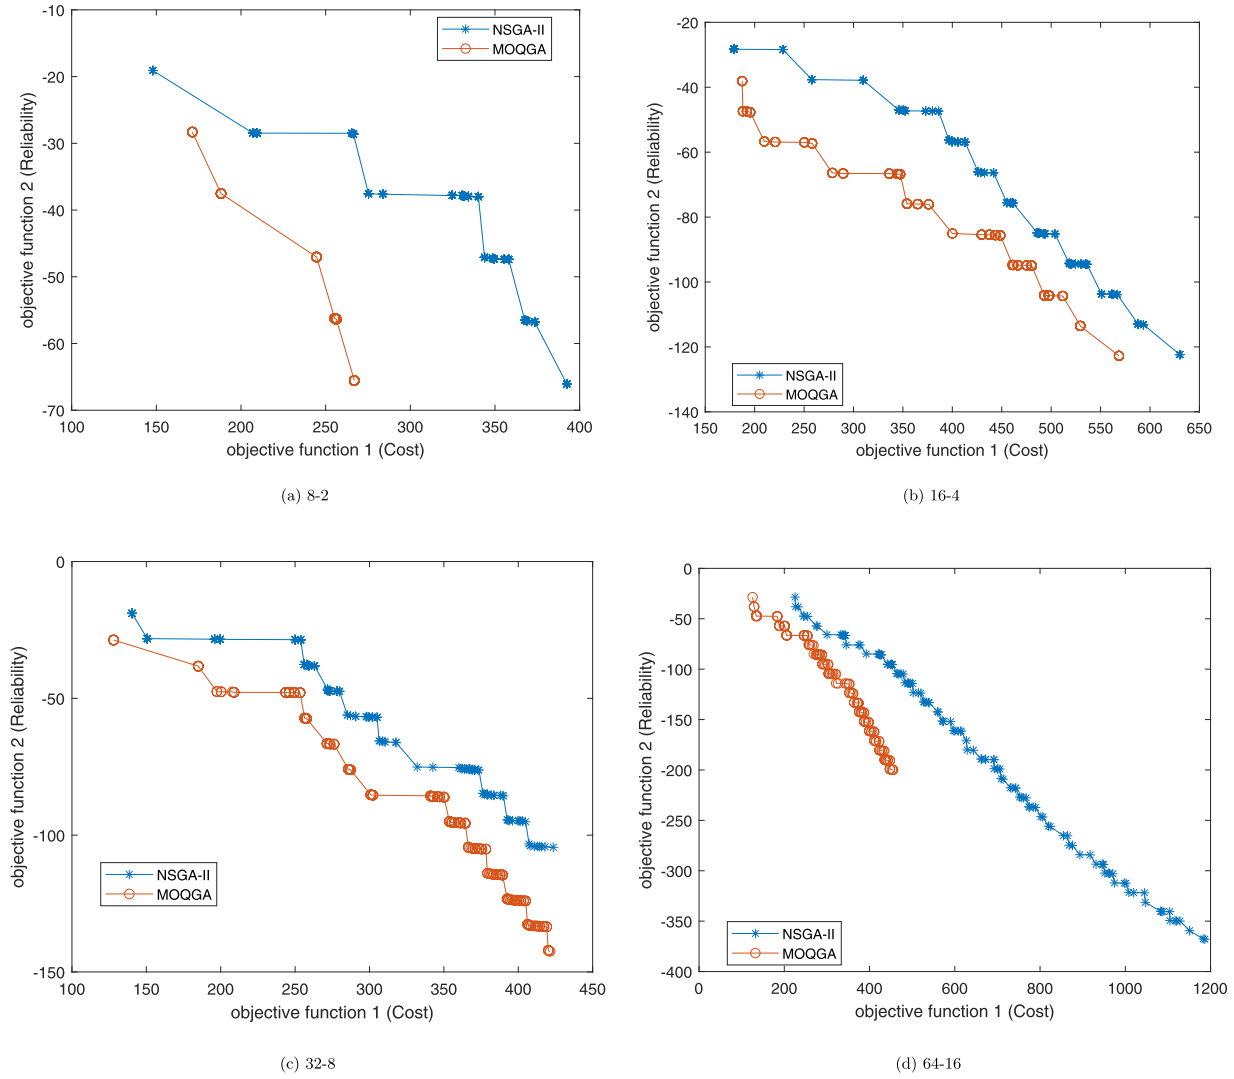 -10
-20
-30
-40
-50
-60
-70
objective function 2 (Reliability)
NSGA-II
MOQGA
100 150 200 250 300 350 400
objective function 1 (Cost)
(a) 8-2
-20
-40
-60
-80
-100
-120
-140
objective function 2 (Reliability)
NSGA-II
MOQGA
150 200 250 300 350 400 450 500 550 600 650
objective function 1 (Cost)
(b) 16-4
0
-50
-100
-150
objective function 2 (Reliability)
NSGA-II
MOQGA
100 150 200 250 300 350 400 450
objective function 1 (Cost)
(c) 32-8
0
-50
-100
-150
-200
-250
-300
-350
-400
objective function 2 (Reliability)
NSGA-II
MOQGA
0 200 400 600 800 1000 1200
objective function 1 (Cost)
(d) 64-16